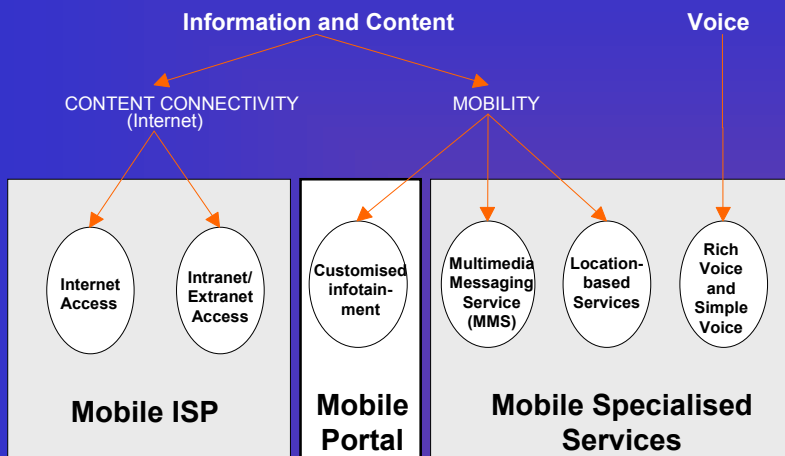 Information and Content
Voice
CONTENT CONNECTIVITY
(Internet)
MOBILITY
Internet
Access
Intranet/
Extranet
Access
Customised
infotain-
ment
Multimedia
Messaging
Service
(MMS)
Location-
based
Services
Rich
Voice
and
Simple
Voice
Mobile ISP
Mobile
Portal
Mobile Specialised
Services